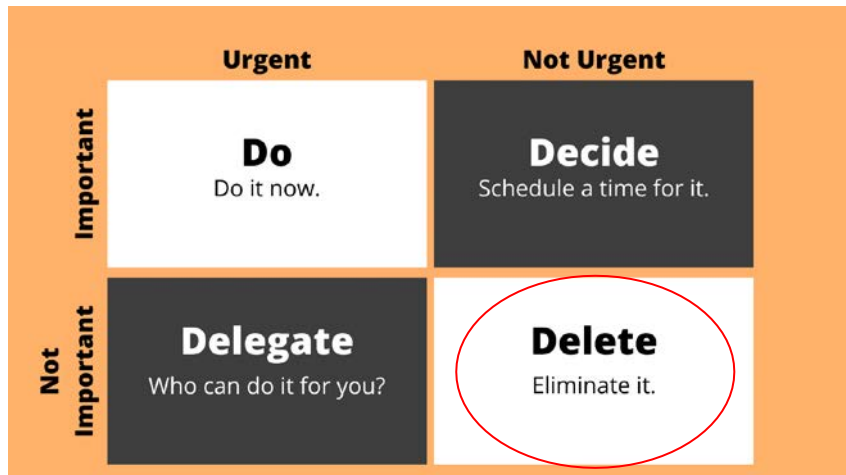 Urgent
Not Urgent
Important
Do
Do it now.
Decide
Schedule a time for it.
Not
Important
Delegate
Who can do it for you?
Delete
Eliminate it.